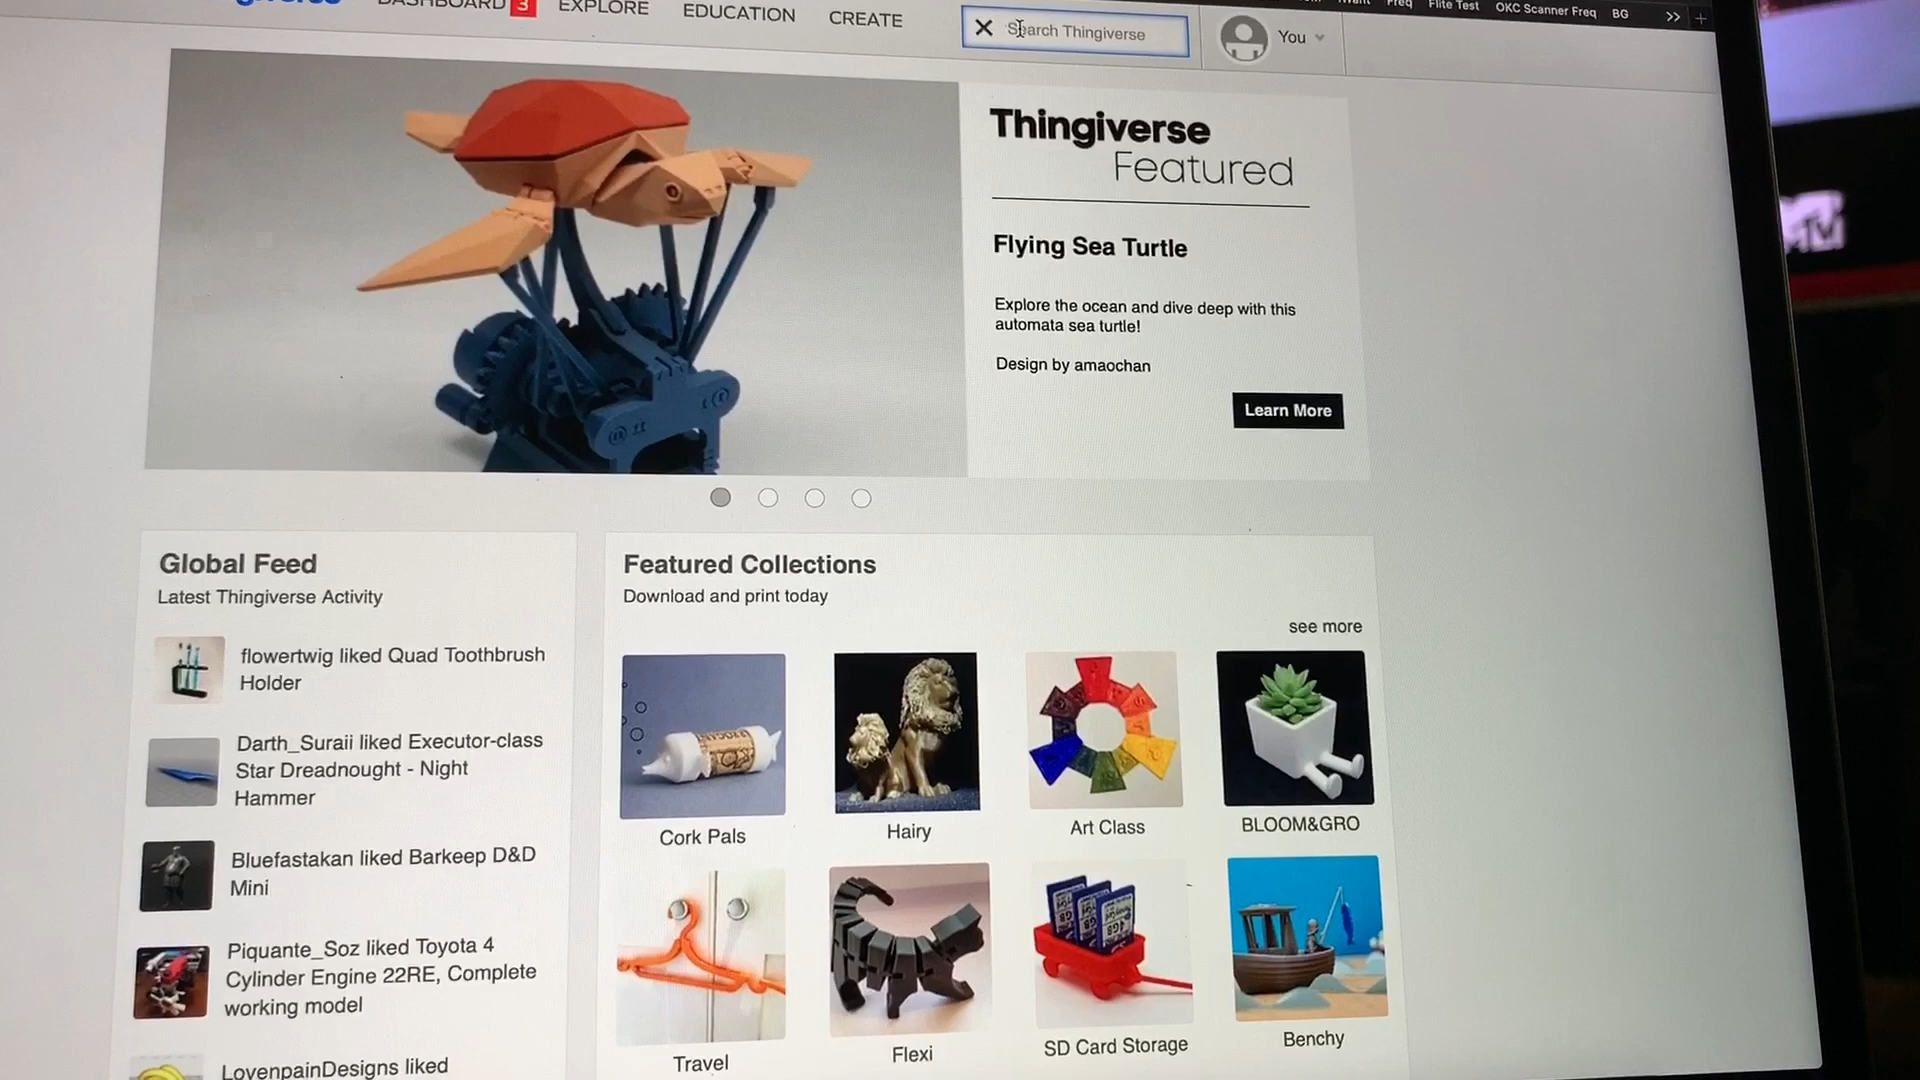 DASHBOARD 3 EXPLORE EDUCATION CREATE
Search Thingiverse
You
Freq Flite Test OKC Scanner Freq BG
Thingiverse
Featured
Flying Sea Turtle
Explore the ocean and dive deep with this
automata sea turtle!
Design by amaochan
Learn More
MTV
Global Feed
Latest Thingiverse Activity
flowertwig liked Quad Toothbrush
Holder
Darth_Suraii liked Executor-class
Star Dreadnought - Night
Hammer
Bluefastakan liked Barkeep D&D
Mini
Piquante_Soz liked Toyota 4
Cylinder Engine 22RE, Complete
working model
LovenpainDesigns liked
Featured Collections
Download and print today
see more
Cork Pals
Hairy
Art Class
BLOOM&GRO
Travel
Flexi
SD Card Storage
Benchy